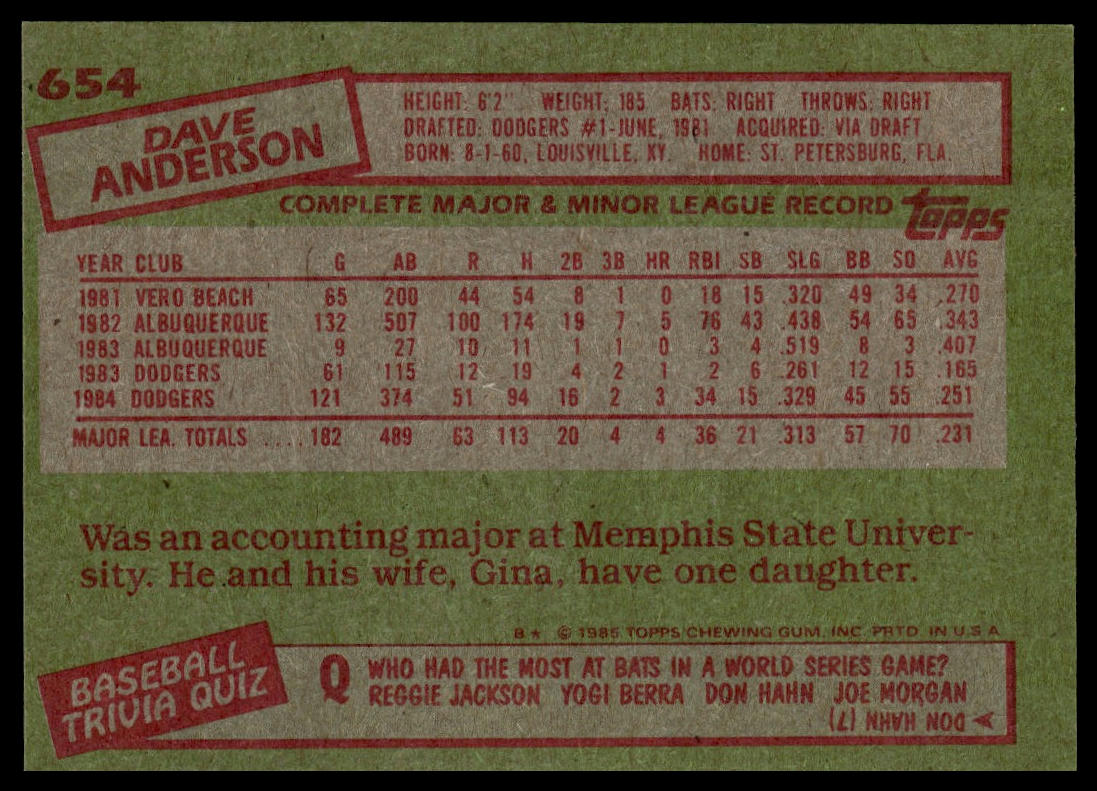 654
DAVE
ANDERSON
HEIGHT: 6'2" WEIGHT: 185 BATS: RIGHT THROWS: RIGHT
DRAFTED: DODGERS #1-JUNE, 1981 ACQUIRED: VIA DRAFT
BORN: 8-1-60, LOUISVILLE, KY. HOME: ST. PETERSBURG, FLA.
COMPLETE MAJOR & MINOR LEAGUE RECORD topps
YEAR CLUB G AB R H 2B 3B HR RBI SB SLG BB SO AVG
1981 VERO BEACH 65 200 44 54 8 1 0 18 15 .320 49 34 .270
1982 ALBUQUERQUE 132 507 100 174 19 7 5 76 43 .438 54 65 .343
1983 ALBUQUERQUE 9 27 10 11 1 1 0 3 4 .519 8 3 .407
1983 DODGERS 61 115 12 19 4 2 1 2 6 .261 12 15 .165
1984 DODGERS 121 374 51 94 16 2 3 34 15 .329 45 55 .251
MAJOR LEA. TOTALS .... 182 489 63 113 20 4 4 36 21 .313 57 70 .231
Was an accounting major at Memphis State Univer-
sity. He and his wife, Gina, have one daughter.
B* © 1985 TOPPS CHEWING GUM, INC. PRTD. IN U.S.A.
BASEBALL
TRIVIA QUIZ
Q WHO HAD THE MOST AT BATS IN A WORLD SERIES GAME?
REGGIE JACKSON YOGI BERRA DON HAHN JOE MORGAN
DON HAHN (7)